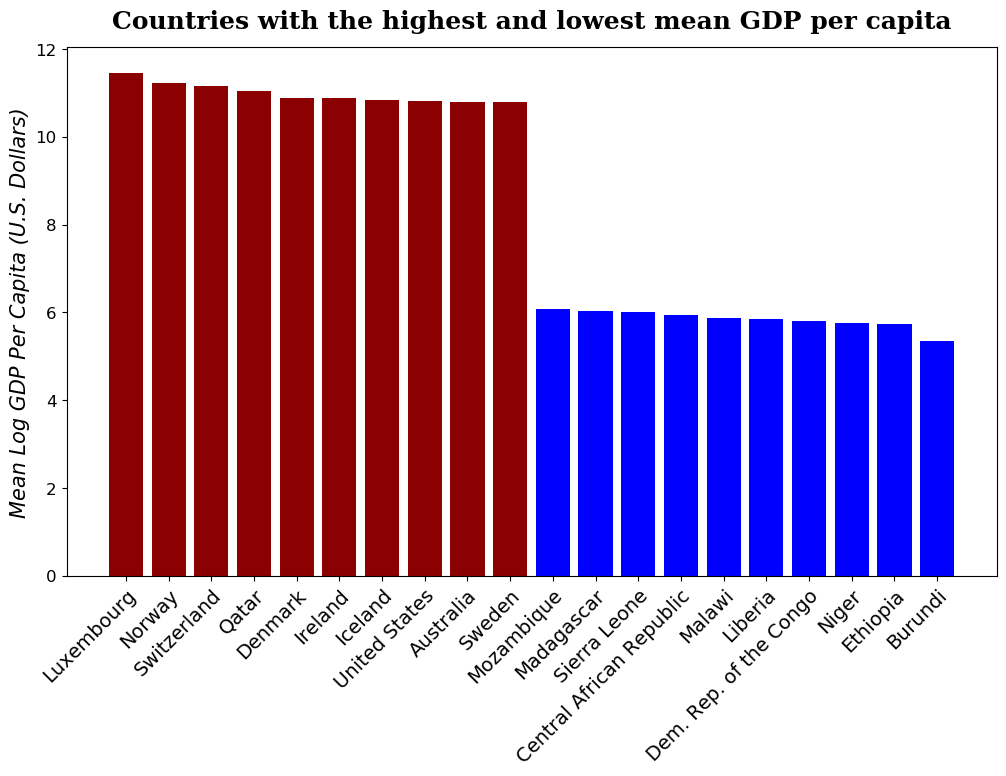 Countries with the highest and lowest mean GDP per capita
Mean Log GDP Per Capita (U.S. Dollars)
12
10
8
6
4
2
0
Luxembourg
Norway
Switzerland
Qatar
Denmark
Ireland
Iceland
United States
Australia
Sweden
Mozambique
Madagascar
Sierra Leone
Central African Republic
Malawi
Liberia
Dem. Rep. of the Congo
Niger
Ethiopia
Burundi